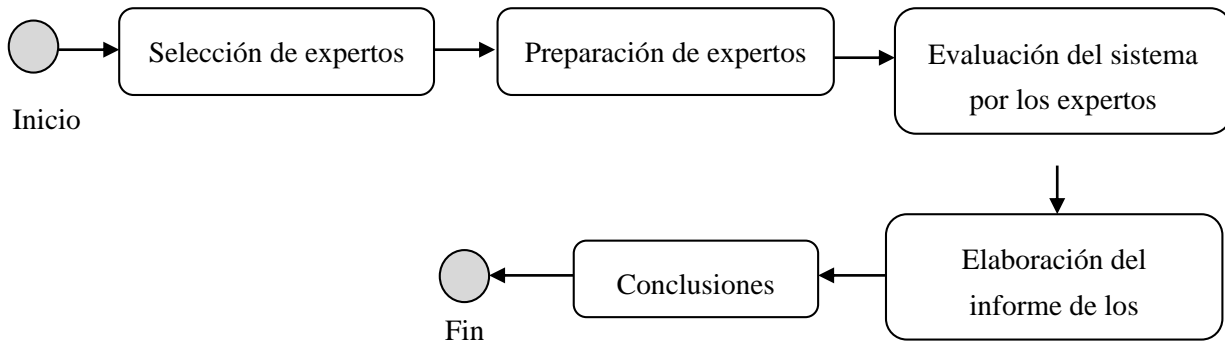 Inicio
Selección de expertos
Preparación de expertos
Evaluación del sistema
por los expertos
Elaboración del
informe de los
Conclusiones
Fin